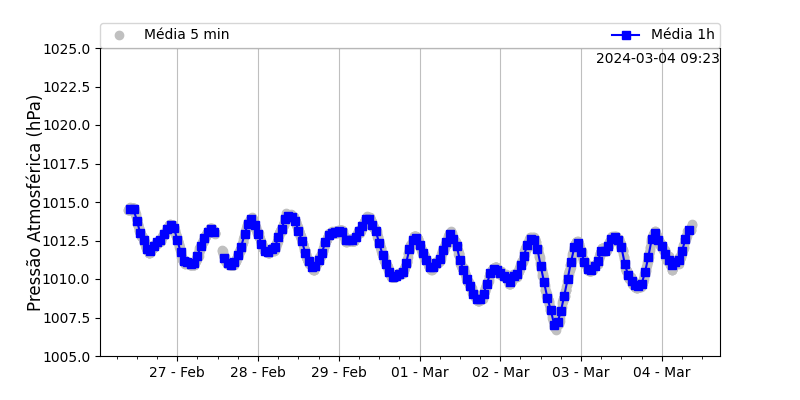 Média 5 min
Média 1h
2024-03-04 09:23
Pressão Atmosférica (hPa)
1025.0
1022.5
1020.0
1017.5
1015.0
1012.5
1010.0
1007.5
1005.0
27 - Feb
28 - Feb
29 - Feb
01 - Mar
02 - Mar
03 - Mar
04 - Mar